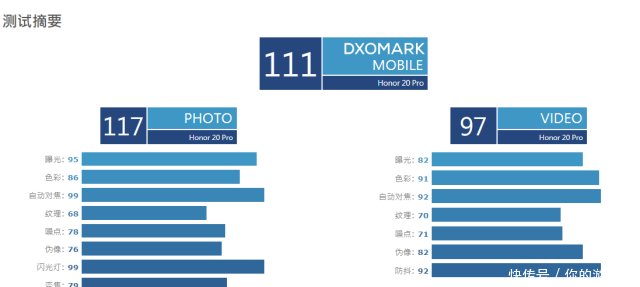 测试摘要
111
DXOMARK
MOBILE
Honor 20 Pro
117
PHOTO
Honor 20 Pro
曝光: 95
色彩: 86
自动对焦: 99
纹理: 68
噪点: 78
伪像: 76
闪光灯: 99
变焦: 79
97
VIDEO
Honor 20 Pro
曝光: 82
色彩: 91
自动对焦: 92
纹理: 70
噪点: 71
伪像: 82
防抖: 92
快传号 / 你的